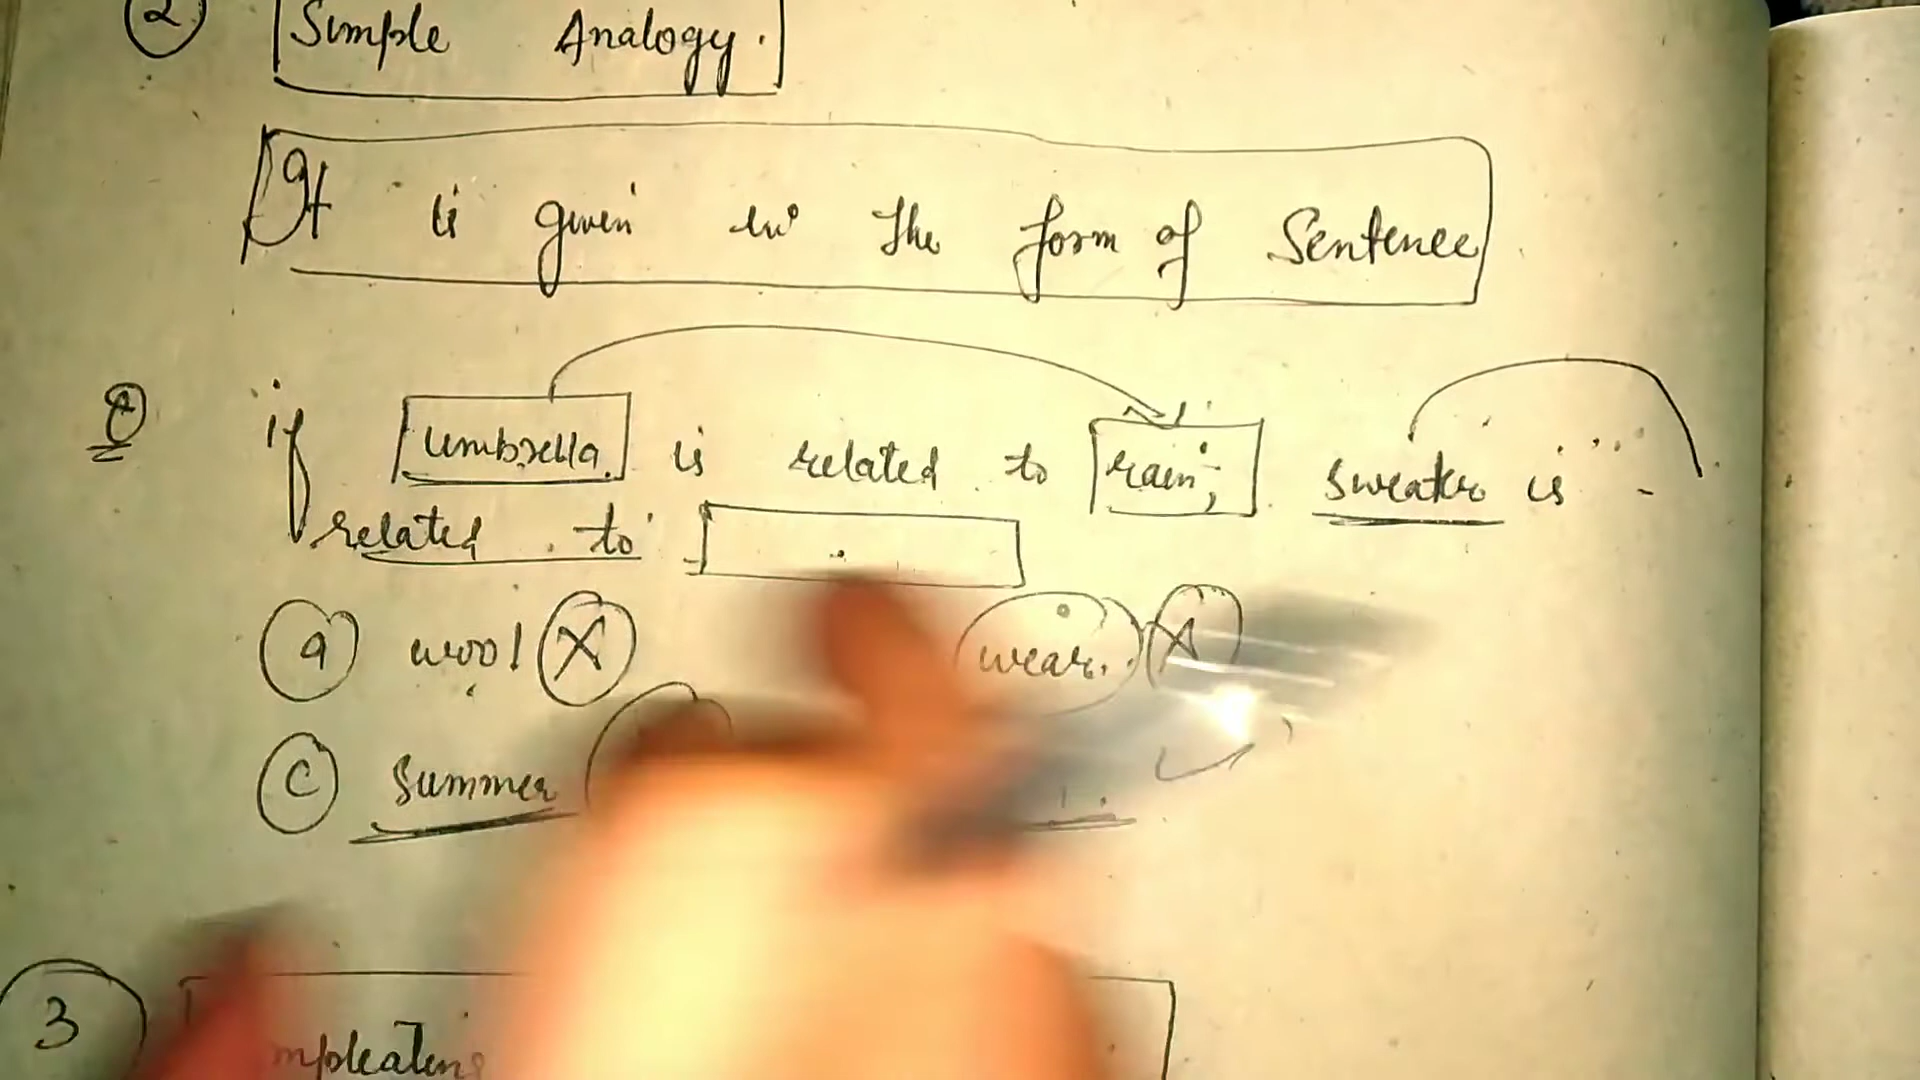 2 Simple Analogy.
It is given in the form of Sentence
Q if umbrella is related to rain; sweater is -
related to
a wool X wear. X
c summer
3